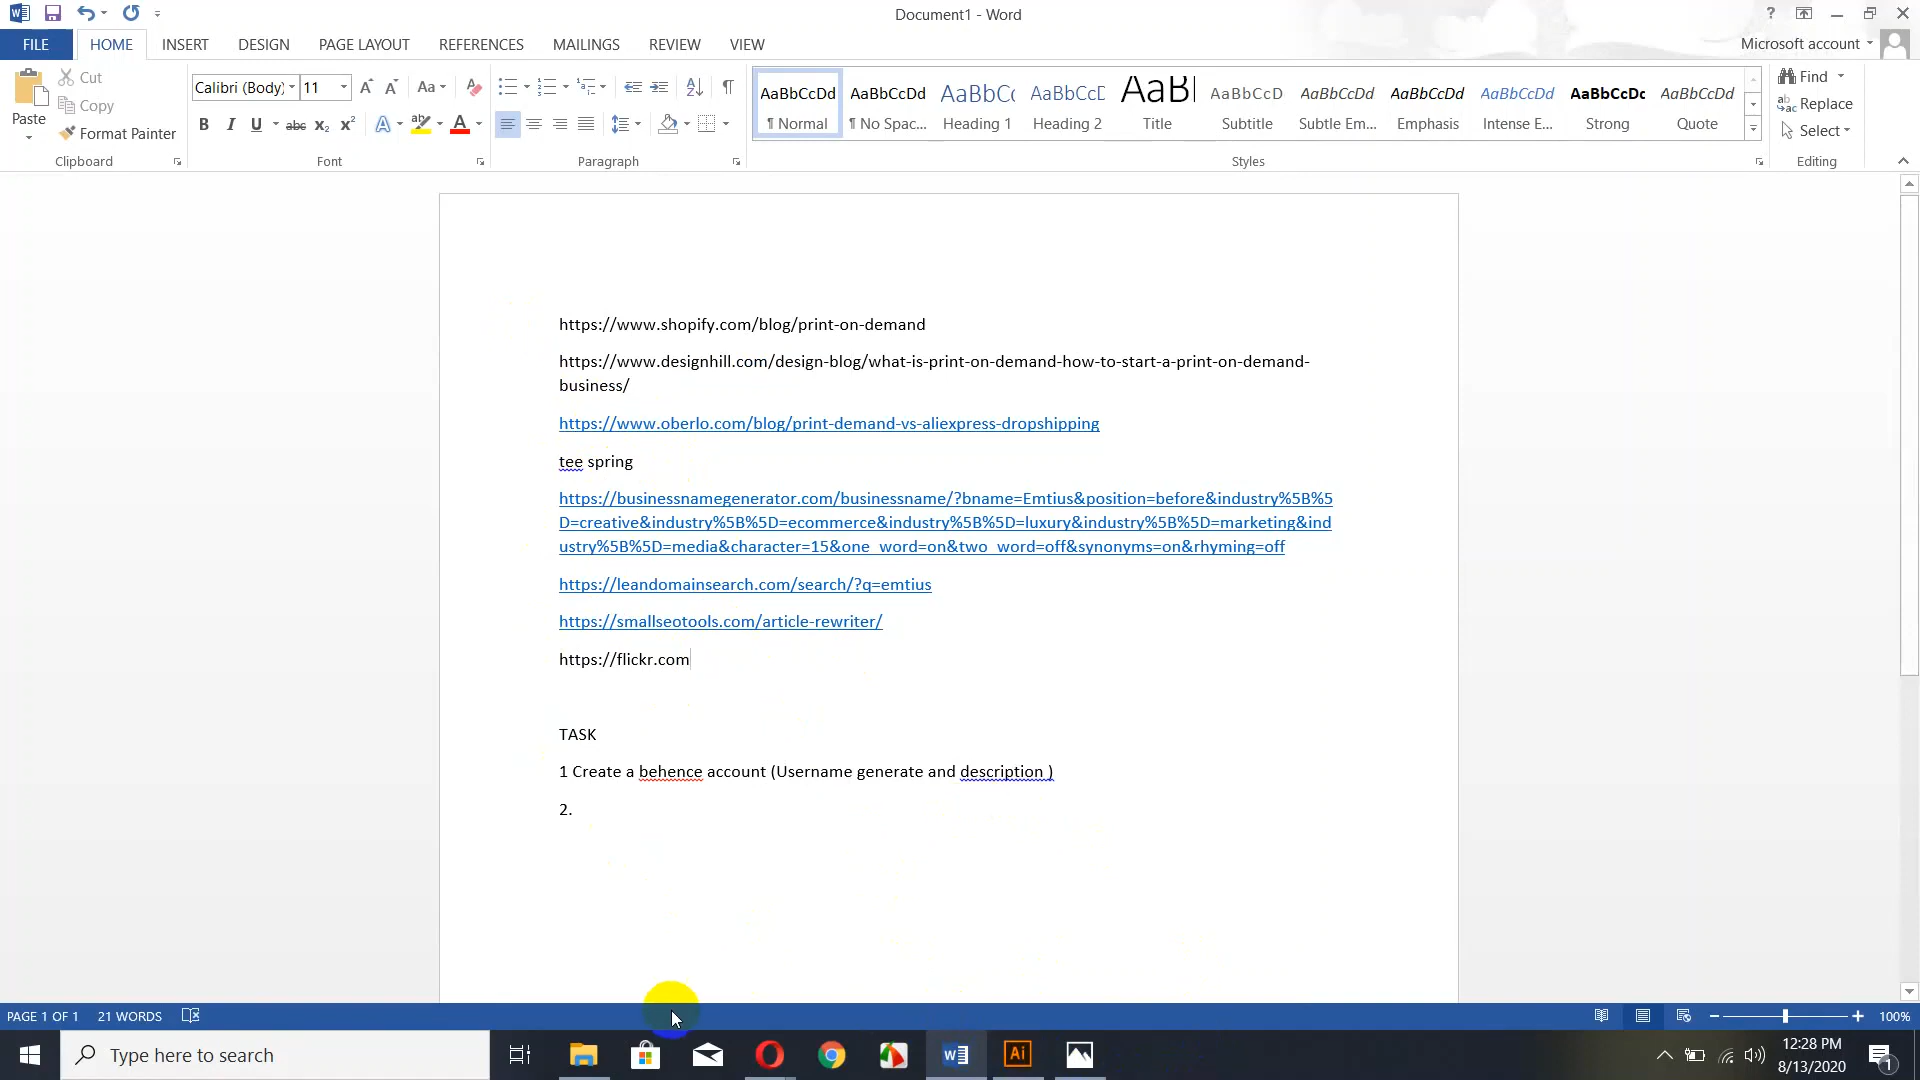 Document1 - Word
?
FILE HOME INSERT DESIGN PAGE LAYOUT REFERENCES MAILINGS REVIEW VIEW
Microsoft account
Paste
Cut
Copy
Format Painter
Clipboard
Calibri (Body) 11
Font
Paragraph
AaBbCcDd AaBbCcDd AaBbC AaBbCc AaB AaBbCcD AaBbCcDd AaBbCcDd AaBbCcDd AaBbCcDc AaBbCcDd
¶ Normal ¶ No Spac... Heading 1 Heading 2 Title Subtitle Subtle Em... Emphasis Intense E... Strong Quote
Styles
Find
Replace
Select
Editing
https://www.shopify.com/blog/print-on-demand
https://www.designhill.com/design-blog/what-is-print-on-demand-how-to-start-a-print-on-demand-
business/
https://www.oberlo.com/blog/print-demand-vs-aliexpress-dropshipping
tee spring
https://businessnamegenerator.com/businessname/?bname=Emtius&position=before&industry%5B%5
D=creative&industry%5B%5D=ecommerce&industry%5B%5D=luxury&industry%5B%5D=marketing&ind
ustry%5B%5D=media&character=15&one_word=on&two_word=off&synonyms=on&rhyming=off
https://leandomainsearch.com/search/?q=emtius
https://smallseotools.com/article-rewriter/
https://flickr.com
TASK
1 Create a behence account (Username generate and description )
2.
PAGE 1 OF 1 21 WORDS
100%
Type here to search
12:28 PM
8/13/2020
1